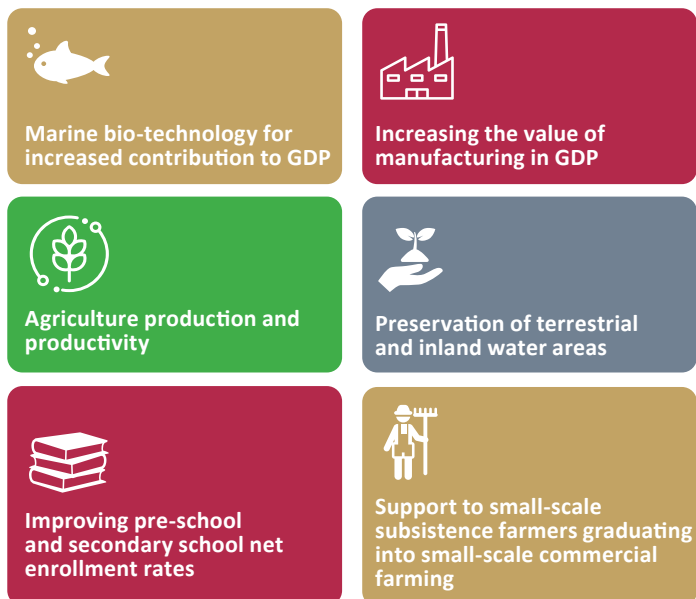 Marine bio-technology for
increased contribution to GDP
Increasing the value of
manufacturing in GDP
Agriculture production and
productivity
Preservation of terrestrial
and inland water areas
Improving pre-school
and secondary school net
enrollment rates
Support to small-scale
subsistence farmers graduating
into small-scale commercial
farming